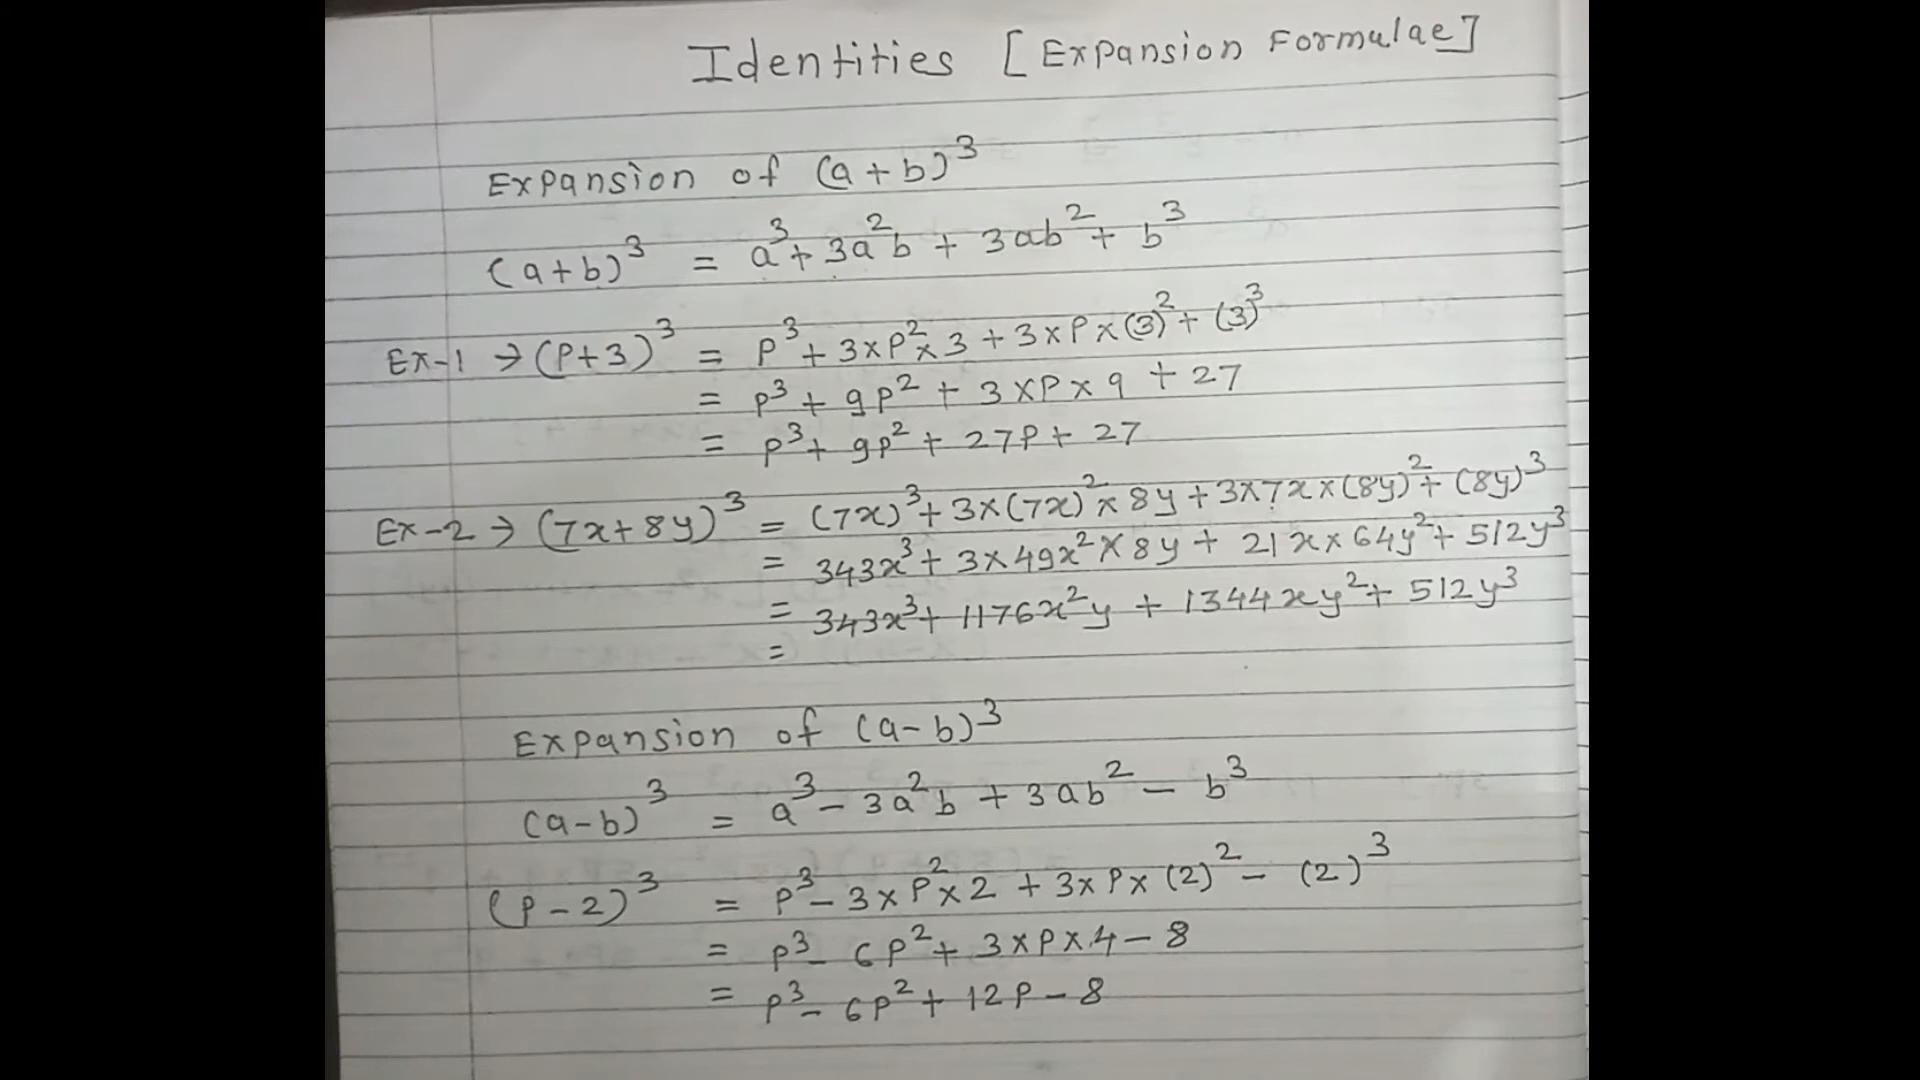 Identities [Expansion Formulae]
Expansion of (a+b)³
(a+b)³ = a³+ 3a²b + 3ab²+ b³
Ex-1 → (P+3)³ = P³+ 3×P²×3 + 3×P×(3)²+ (3)³
= P³ + 9P² + 3×P×9 + 27
= P³+ 9P² + 27P+ 27
Ex-2 → (7x+8y)³ = (7x)³+ 3×(7x)²×8y + 3×7x×(8y)²+ (8y)³
= 343x³+ 3×49x²×8y + 21x×64y²+ 512y³
= 343x³+ 1176x²y + 1344xy²+ 512y³
=
Expansion of (a-b)³
(a-b)³ = a³- 3a²b + 3ab² - b³
(P-2)³ = P³- 3×P²×2 + 3×P×(2)² - (2)³
= P³- 6P²+ 3×P×4 - 8
= P³- 6P²+ 12P - 8